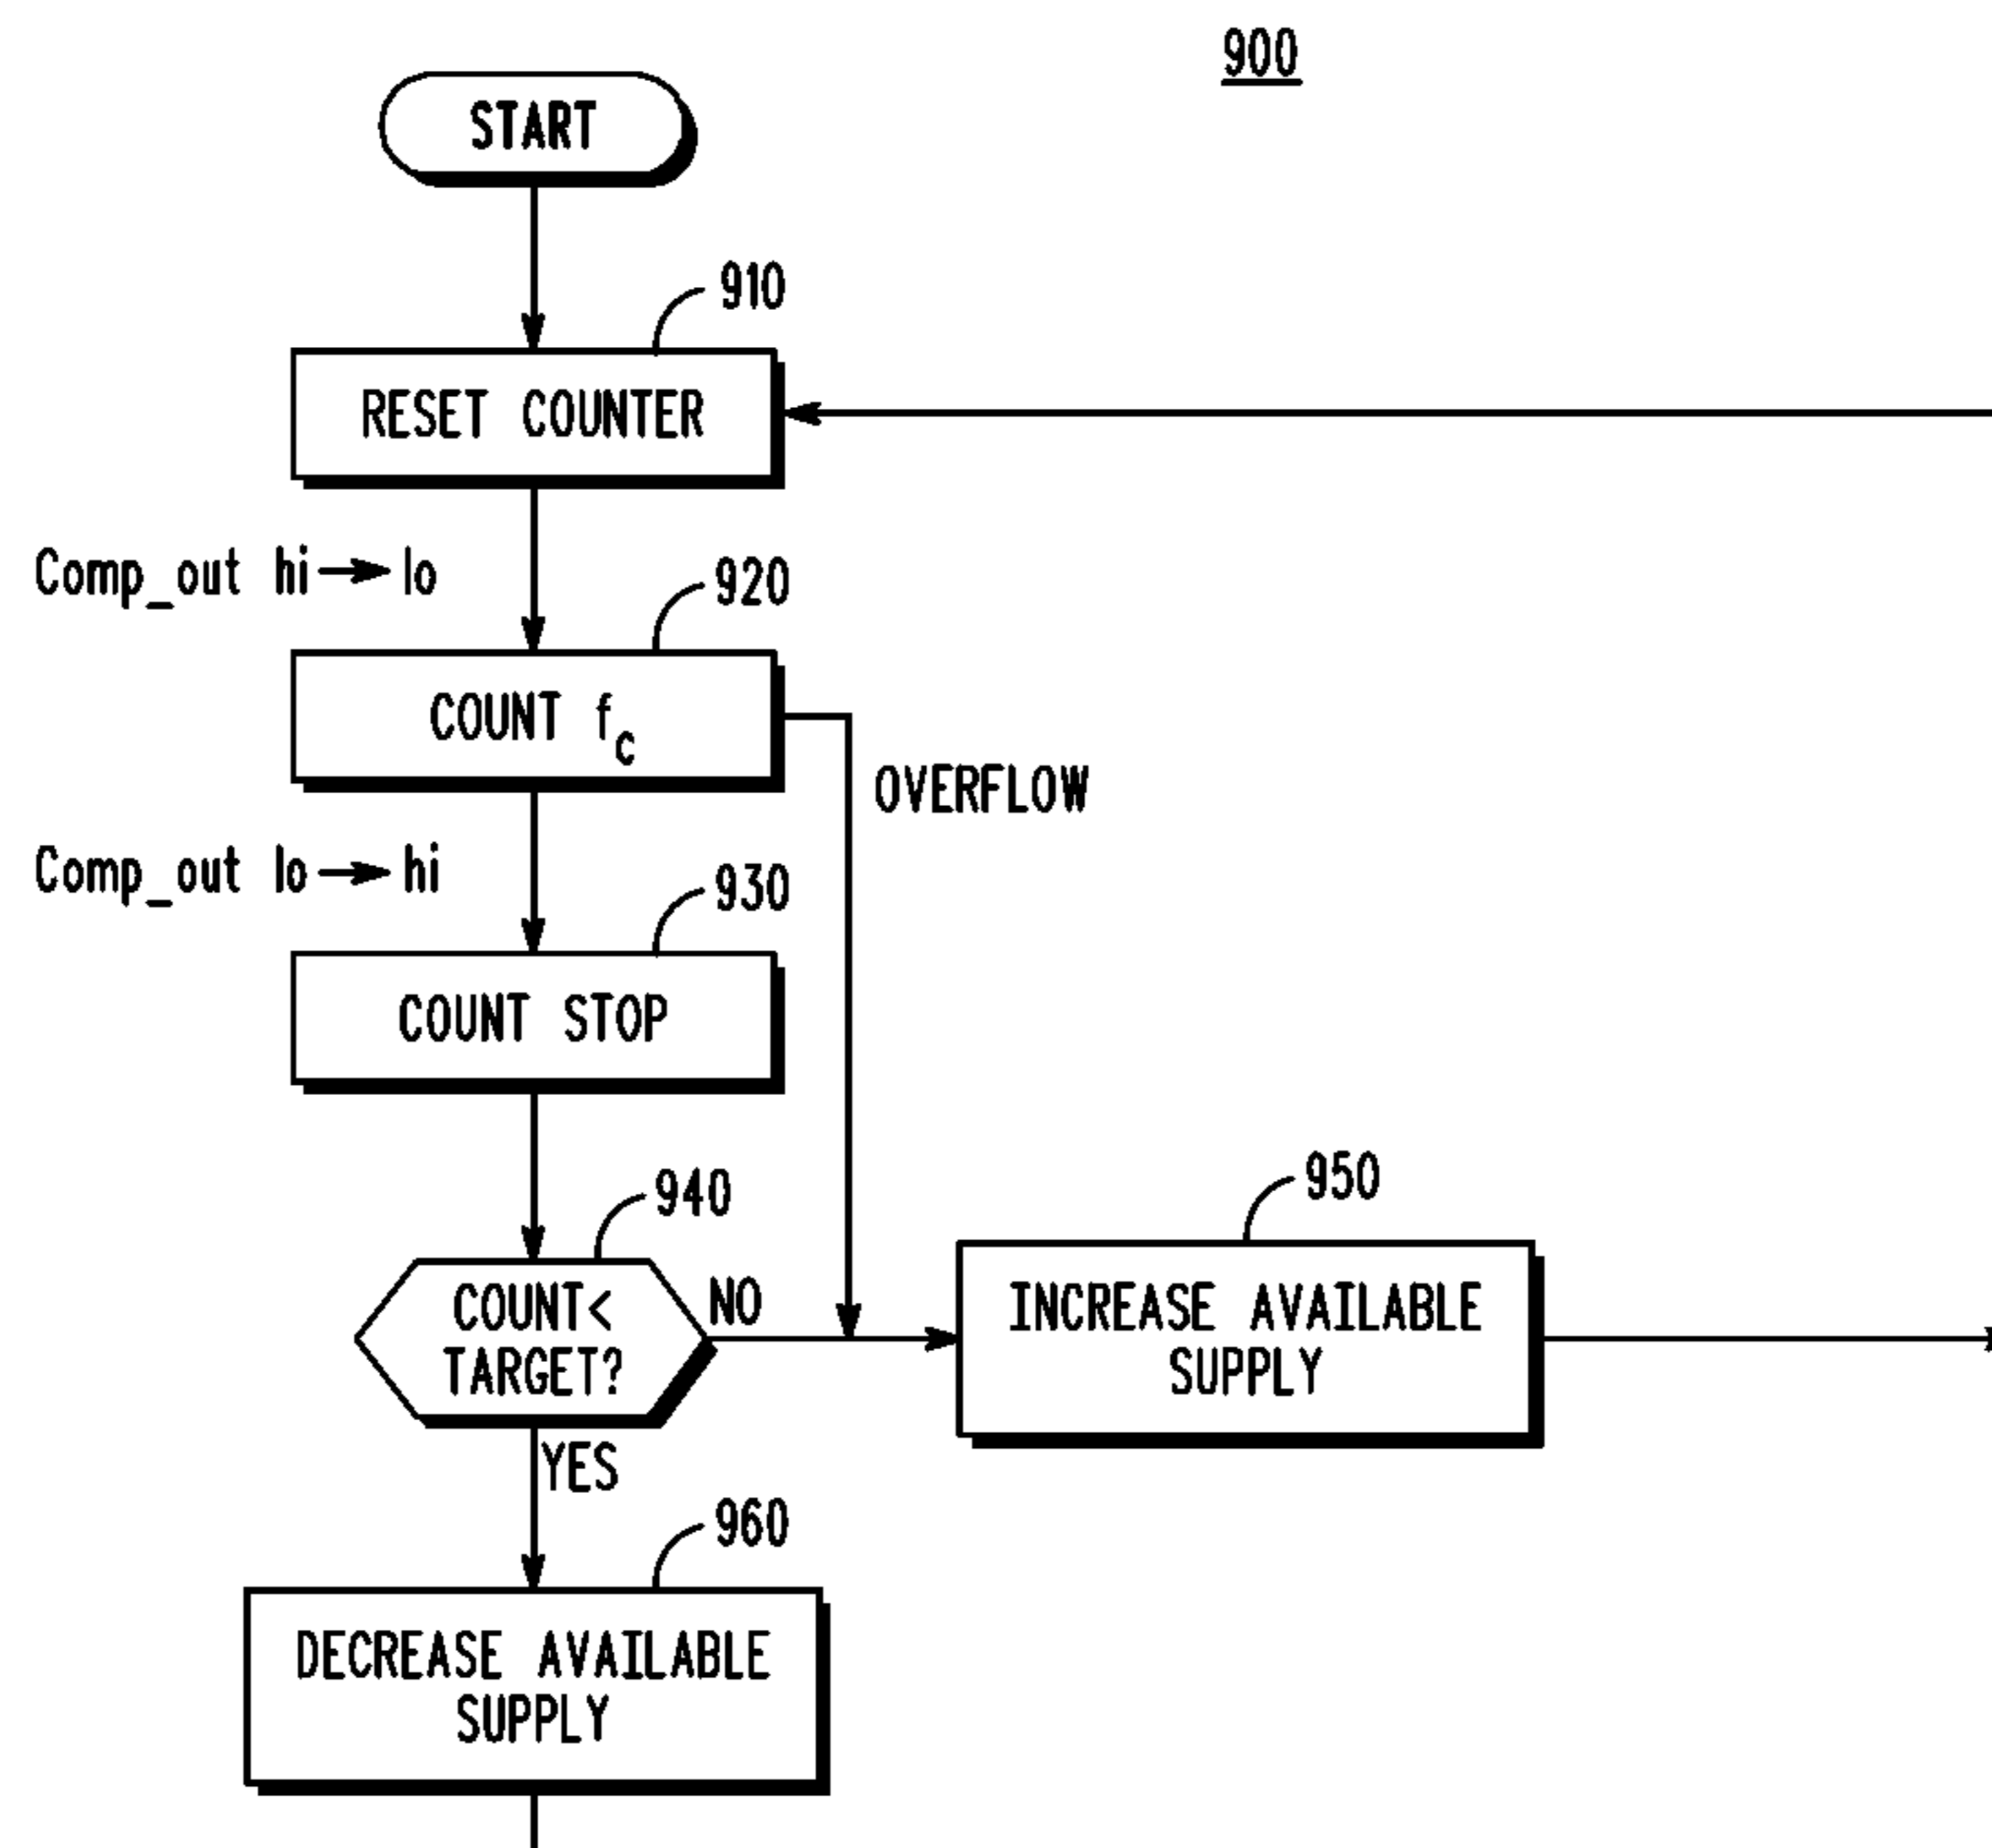 900
START
910
RESET COUNTER
Comp_out hi → lo
920
COUNT fc
OVERFLOW
Comp_out lo → hi
930
COUNT STOP
940
COUNT<
TARGET?
NO
950
INCREASE AVAILABLE
SUPPLY
YES
960
DECREASE AVAILABLE
SUPPLY